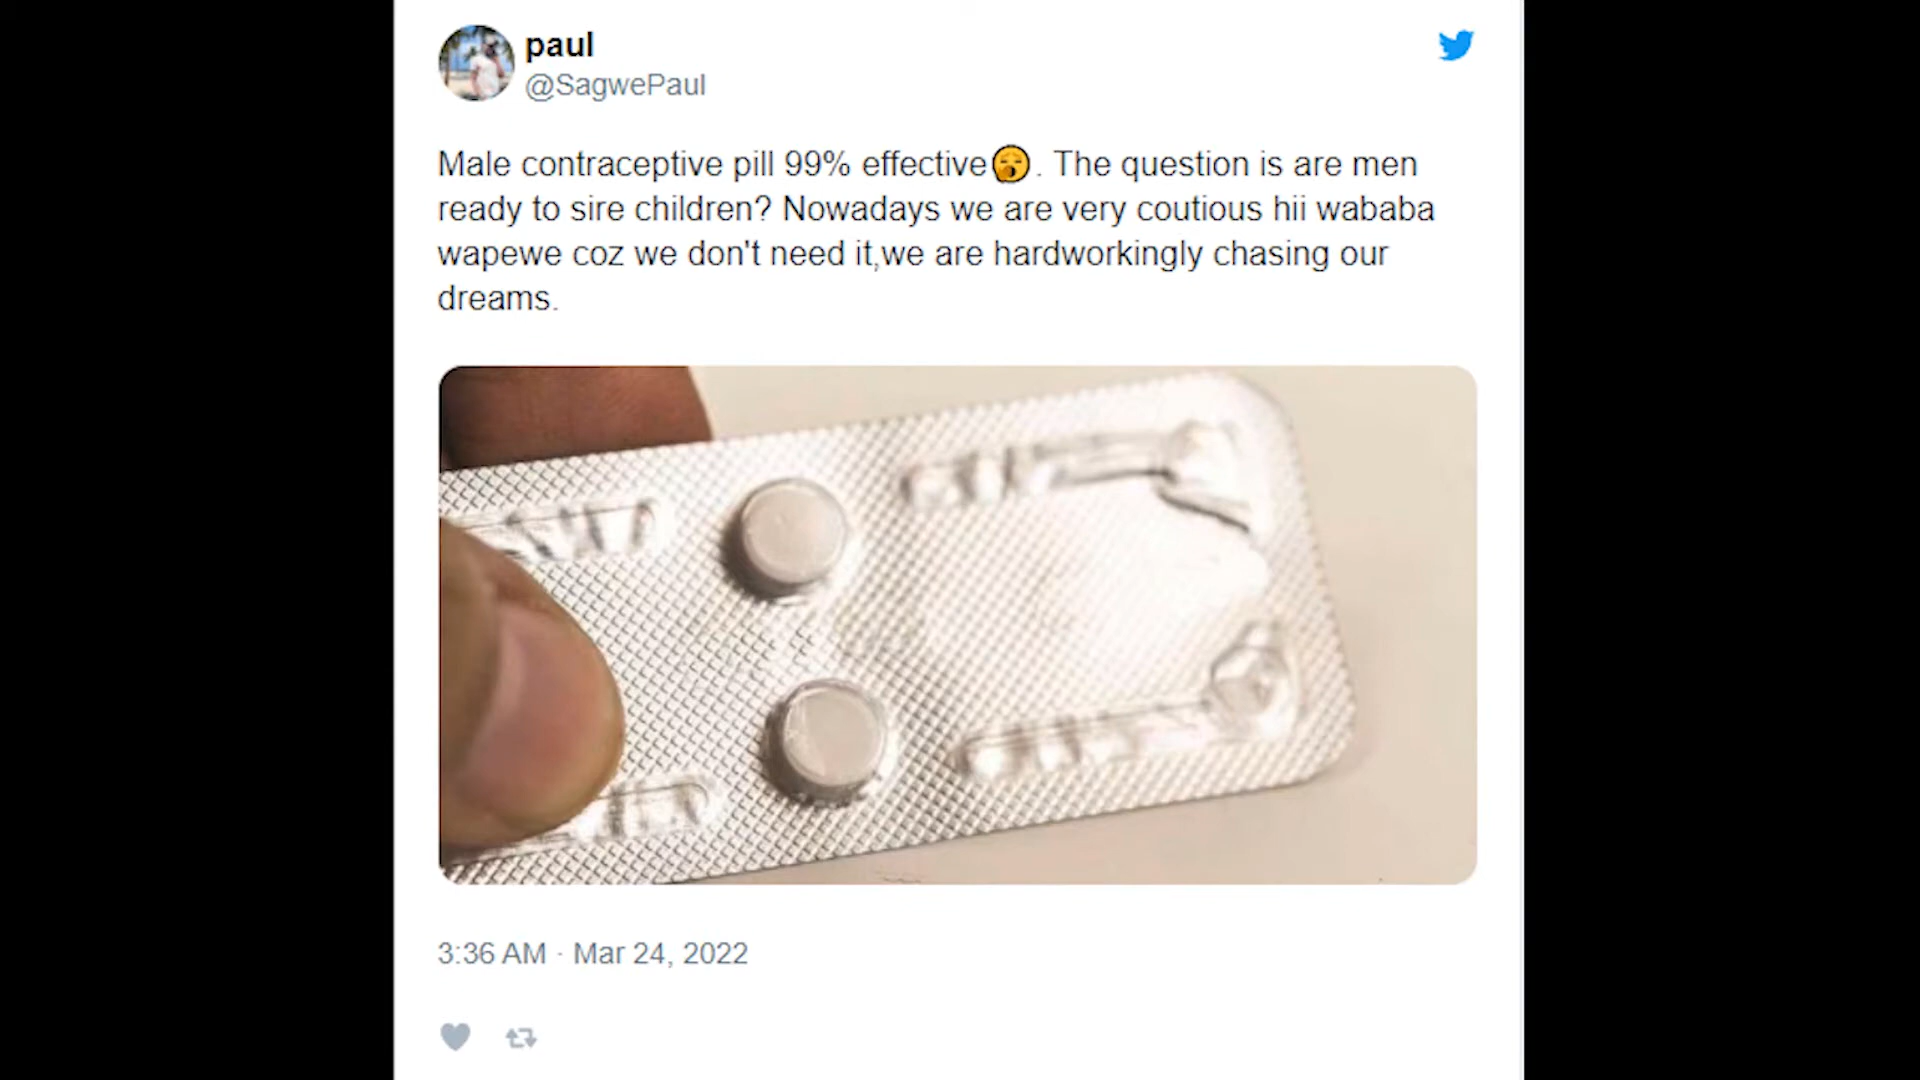 paul
@SagwePaul
Male contraceptive pill 99% effective🥱. The question is are men
ready to sire children? Nowadays we are very coutious hii wababa
wapewe coz we don't need it,we are hardworkingly chasing our
dreams.
3:36 AM · Mar 24, 2022